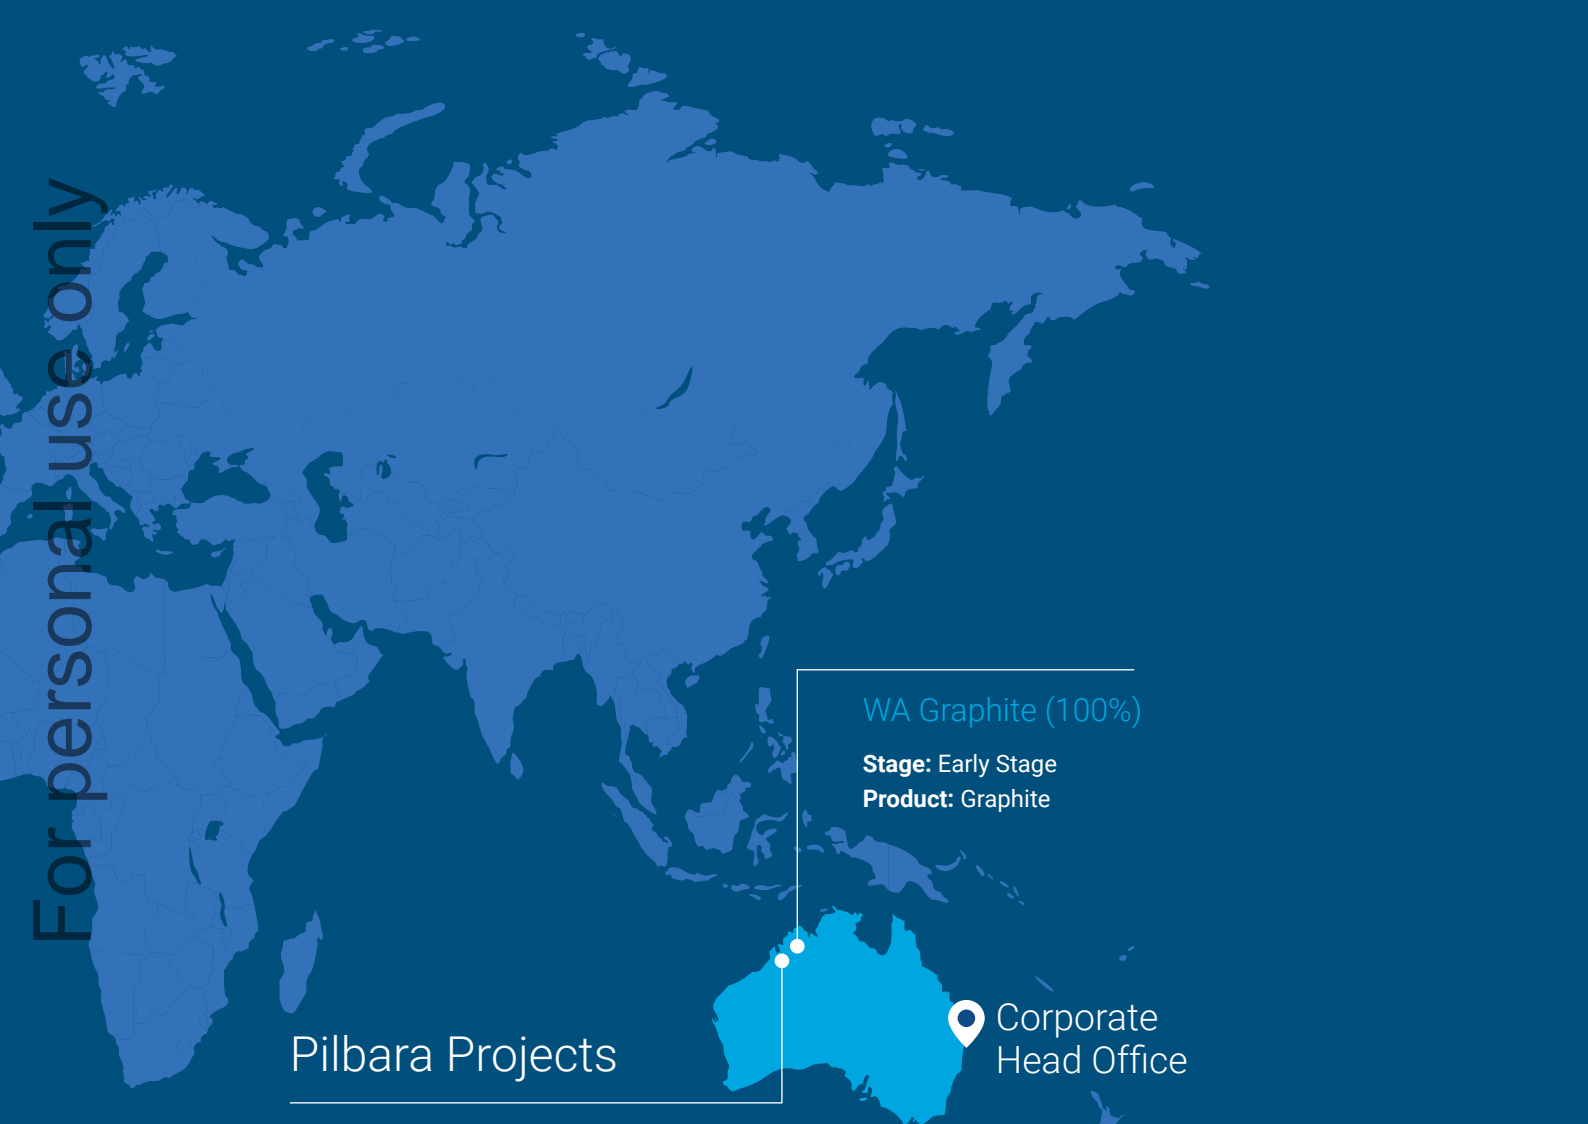 For personal use only
WA Graphite (100%)
Stage: Early Stage
Product: Graphite
Corporate
Head Office
Pilbara Projects